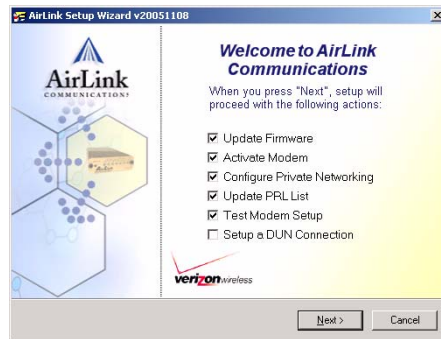 AirLink Setup Wizard v20051108
AirLink
COMMUNICATIONS
Welcome to AirLink
Communications
When you press "Next", setup will
proceed with the following actions:
Update Firmware
Activate Modem
Configure Private Networking
Update PRL List
Test Modem Setup
Setup a DUN Connection
verizon wireless
Next >
Cancel